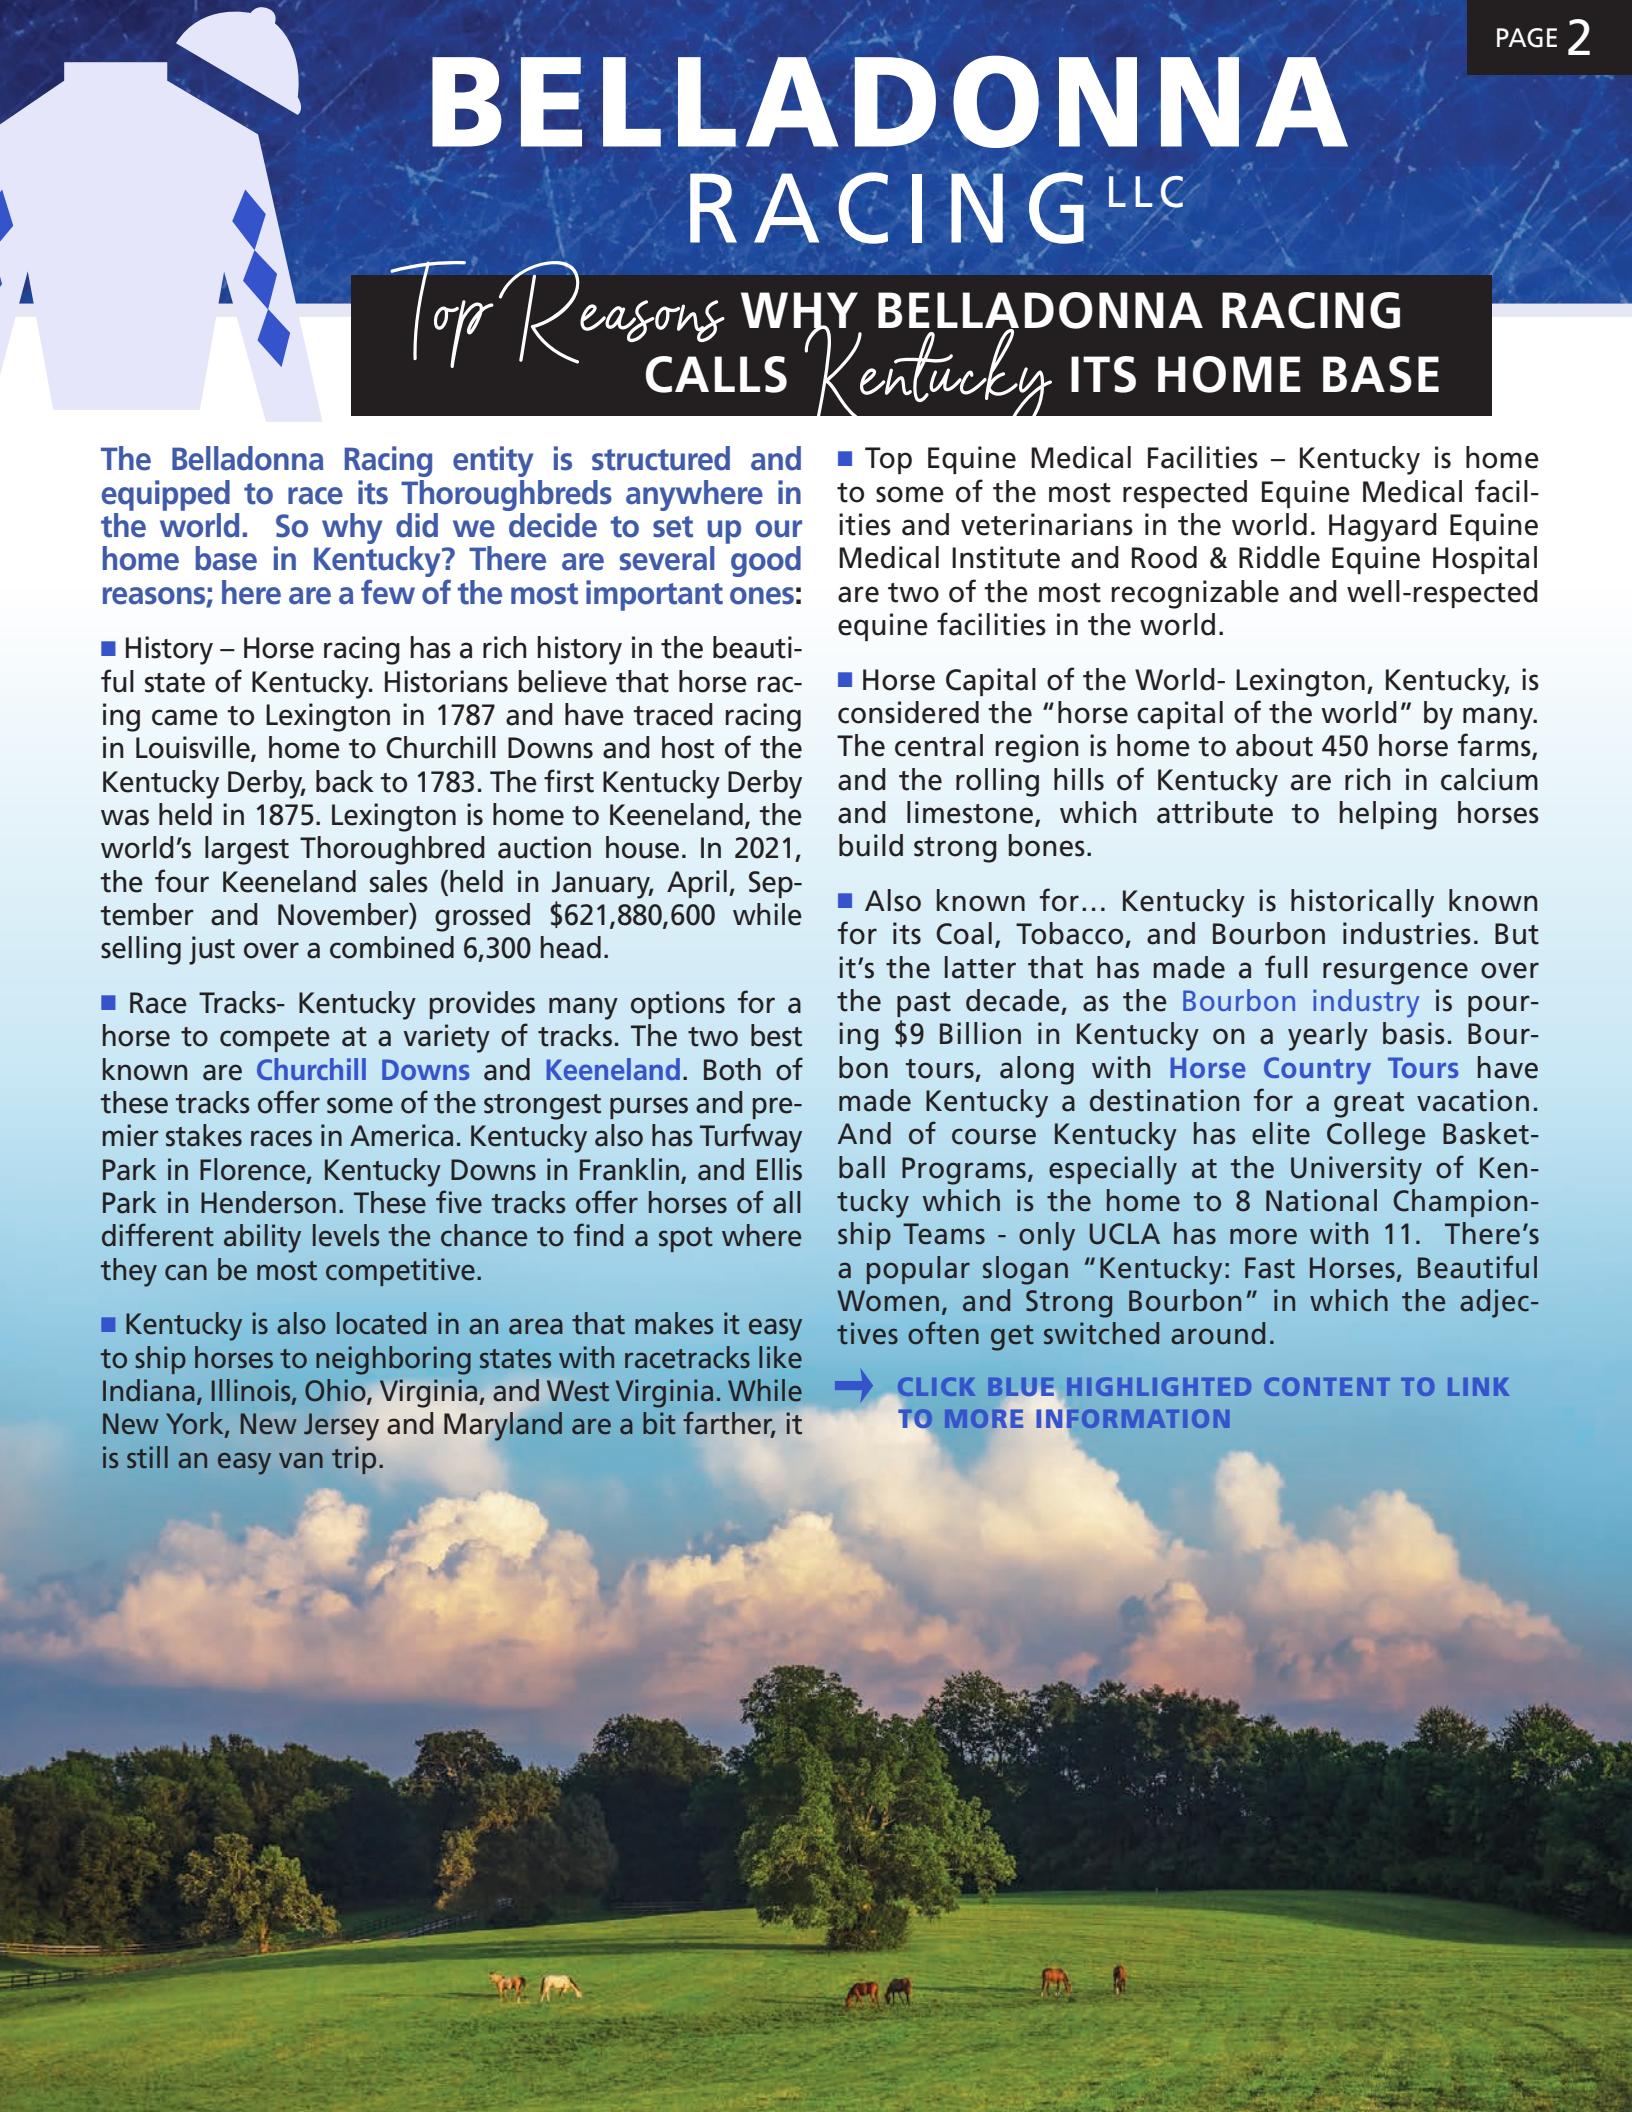 PAGE 2
BELLADONNA
RACING LLC
Top Reasons WHY BELLADONNA RACING
CALLS Kentucky ITS HOME BASE
The Belladonna Racing entity is structured and
equipped to race its Thoroughbreds anywhere in
the world. So why did we decide to set up our
home base in Kentucky? There are several good
reasons; here are a few of the most important ones:
■ History – Horse racing has a rich history in the beauti-
ful state of Kentucky. Historians believe that horse rac-
ing came to Lexington in 1787 and have traced racing
in Louisville, home to Churchill Downs and host of the
Kentucky Derby, back to 1783. The first Kentucky Derby
was held in 1875. Lexington is home to Keeneland, the
world's largest Thoroughbred auction house. In 2021,
the four Keeneland sales (held in January, April, Sep-
tember and November) grossed $621,880,600 while
selling just over a combined 6,300 head.
■ Race Tracks- Kentucky provides many options for a
horse to compete at a variety of tracks. The two best
known are Churchill Downs and Keeneland. Both of
these tracks offer some of the strongest purses and pre-
mier stakes races in America. Kentucky also has Turfway
Park in Florence, Kentucky Downs in Franklin, and Ellis
Park in Henderson. These five tracks offer horses of all
different ability levels the chance to find a spot where
they can be most competitive.
■ Kentucky is also located in an area that makes it easy
to ship horses to neighboring states with racetracks like
Indiana, Illinois, Ohio, Virginia, and West Virginia. While
New York, New Jersey and Maryland are a bit farther, it
is still an easy van trip.
■ Top Equine Medical Facilities – Kentucky is home
to some of the most respected Equine Medical facil-
ities and veterinarians in the world. Hagyard Equine
Medical Institute and Rood & Riddle Equine Hospital
are two of the most recognizable and well-respected
equine facilities in the world.
■ Horse Capital of the World- Lexington, Kentucky, is
considered the "horse capital of the world" by many.
The central region is home to about 450 horse farms,
and the rolling hills of Kentucky are rich in calcium
and limestone, which attribute to helping horses
build strong bones.
■ Also known for... Kentucky is historically known
for its Coal, Tobacco, and Bourbon industries. But
it's the latter that has made a full resurgence over
the past decade, as the Bourbon industry is pour-
ing $9 Billion in Kentucky on a yearly basis. Bour-
bon tours, along with Horse Country Tours have
made Kentucky a destination for a great vacation.
And of course Kentucky has elite College Basket-
ball Programs, especially at the University of Ken-
tucky which is the home to 8 National Champion-
ship Teams - only UCLA has more with 11. There's
a popular slogan "Kentucky: Fast Horses, Beautiful
Women, and Strong Bourbon" in which the adjec-
tives often get switched around.
➞ CLICK BLUE HIGHLIGHTED CONTENT TO LINK
TO MORE INFORMATION